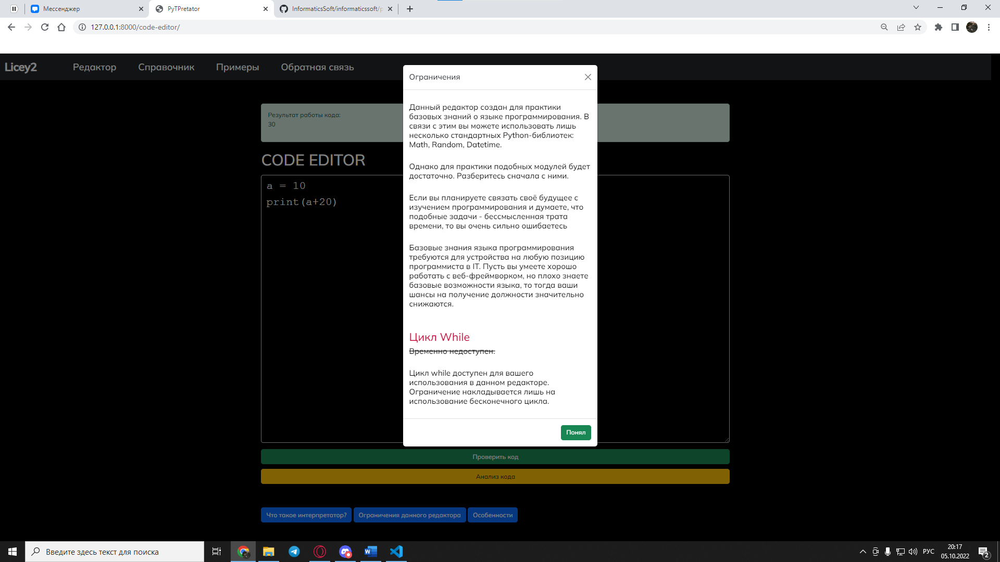 Мессенджер
PyTPretator
InformaticsSoft/informaticssoft/p
127.0.0.1:8000/code-editor/
Licey2
Редактор
Справочник
Примеры
Обратная связь
Результат работы кода:
30
CODE EDITOR
a = 10
print(a+20)
Ограничения
Данный редактор создан для практики
базовых знаний о языке программирования. В
связи с этим вы можете использовать лишь
несколько стандартных Python-библиотек:
Math, Random, Datetime.
Однако для практики подобных модулей будет
достаточно. Разберитесь сначала с ними.
Если вы планируете связать своё будущее с
изучением программирования и думаете, что
подобные задачи - бессмысленная трата
времени, то вы очень сильно ошибаетесь
Базовые знания языка программирования
требуются для устройства на любую позицию
программиста в IT. Пусть вы умеете хорошо
работать с веб-фреймворком, но плохо знаете
базовые возможности языка, то тогда ваши
шансы на получение должности значительно
снижаются.
Цикл While
Временно недоступен.
Цикл while доступен для вашего
использования в данном редакторе.
Ограничение накладывается лишь на
использование бесконечного цикла.
Понял
Проверить код
Анализ кода
Что такое интерпретатор?
Ограничения данного редактора
Особенности
Введите здесь текст для поиска
W
РУС
20:17
05.10.2022
2